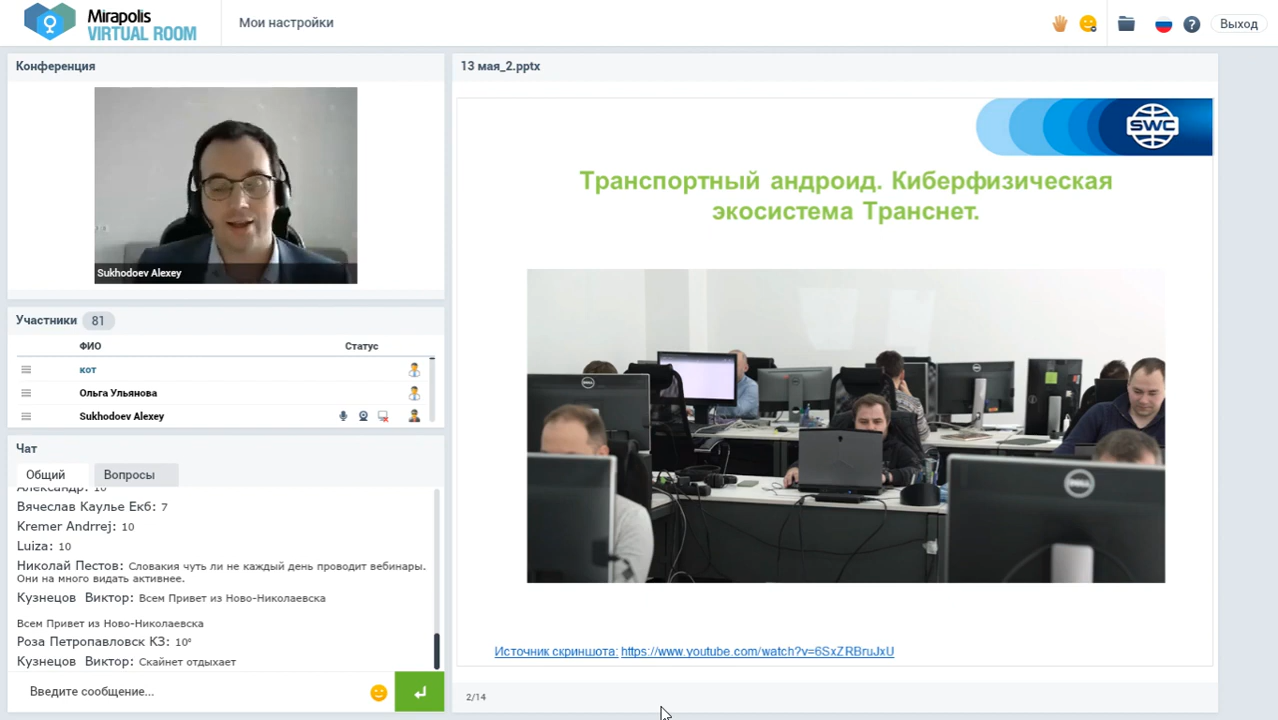 Mirapolis
VIRTUAL ROOM
Мои настройки
Выход
Конференция
Sukhodoev Alexey
Участники 81
ФИО Статус
кот
Ольга Ульянова
Sukhodoev Alexey
Чат
Общий Вопросы
Александр: 10
Вячеслав Каулье Екб: 7
Kremer Andrrej: 10
Luiza: 10
Николай Пестов: Словакия чуть ли не каждый день проводит вебинары.
Они на много видать активнее.
Кузнецов Виктор: Всем Привет из Ново-Николаевска
Всем Привет из Ново-Николаевска
Роза Петропавловск КЗ: 10⁶
Кузнецов Виктор: Скайнет отдыхает
Введите сообщение...
13 мая_2.pptx
SWC
Транспортный андроид. Киберфизическая
экосистема Транснет.
DELL
DELL
Источник скриншота: https://www.youtube.com/watch?v=6SxZRBruJxU
2/14